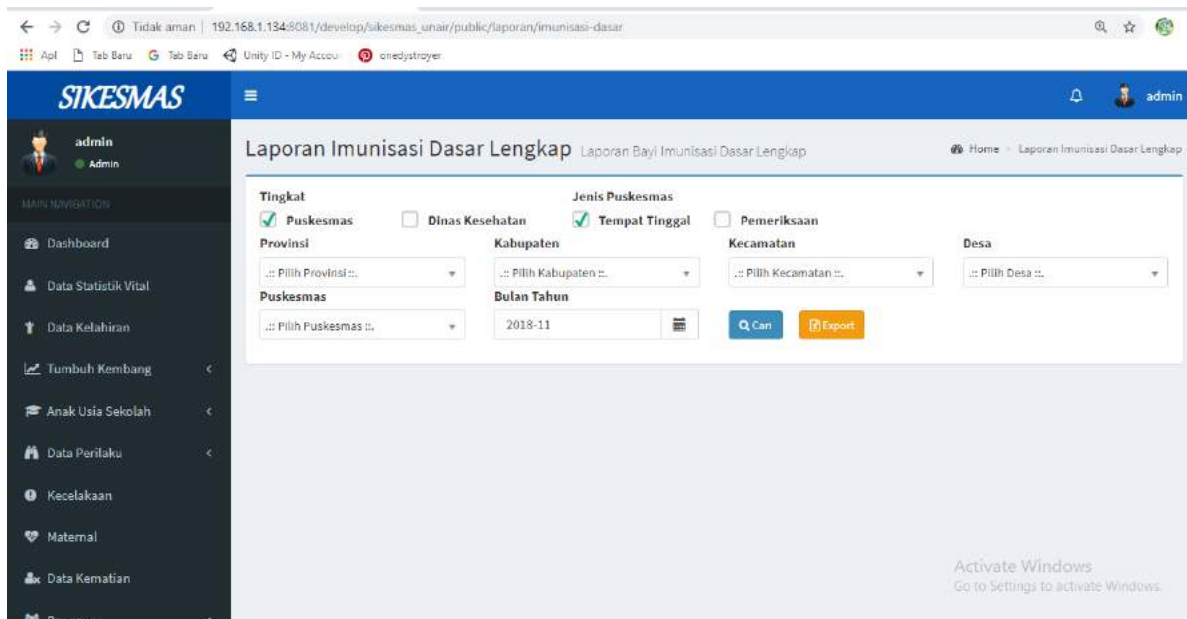 Tidak aman | 192.168.1.134:8081/develop/sikesmas_unair/public/laporan/imunisasi-dasar
Apl Tab Baru Tab Baru Unity ID - My Accou onedystroyer
SIKESMAS
admin
admin
Admin
Laporan Imunisasi Dasar Lengkap Laporan Bayi Imunisasi Dasar Lengkap
Home > Laporan Imunisasi Dasar Lengkap
MAIN NAVIGATION
Dashboard
Data Statistik Vital
Data Kelahiran
Tumbuh Kembang
Anak Usia Sekolah
Data Perilaku
Kecelakaan
Maternal
Data Kematian
Tingkat Jenis Puskesmas
Puskesmas Dinas Kesehatan Tempat Tinggal Pemeriksaan
Provinsi Kabupaten Kecamatan Desa
.:: Pilih Provinsi ::. .:: Pilih Kabupaten ::. .:: Pilih Kecamatan ::. .:: Pilih Desa ::.
Puskesmas Bulan Tahun
.:: Pilih Puskesmas ::. 2018-11 Cari Export
Activate Windows
Go to Settings to activate Windows.